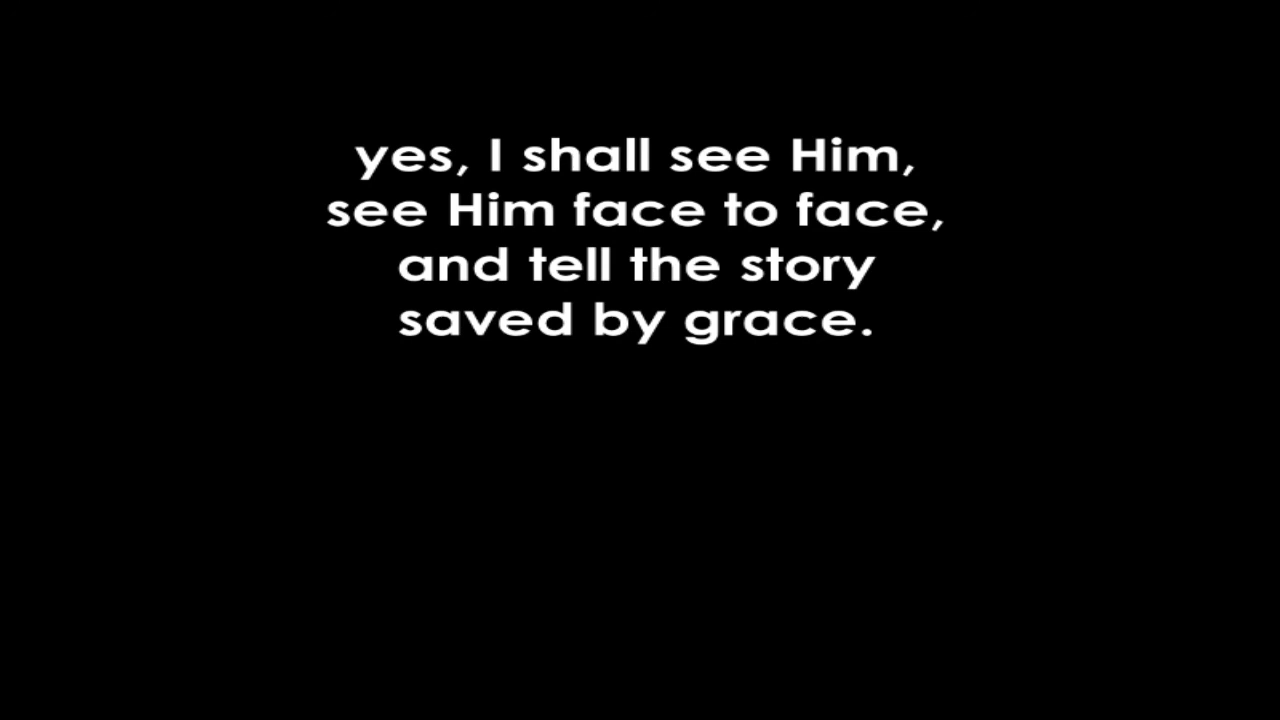 yes, I shall see Him,
see Him face to face,
and tell the story
saved by grace.